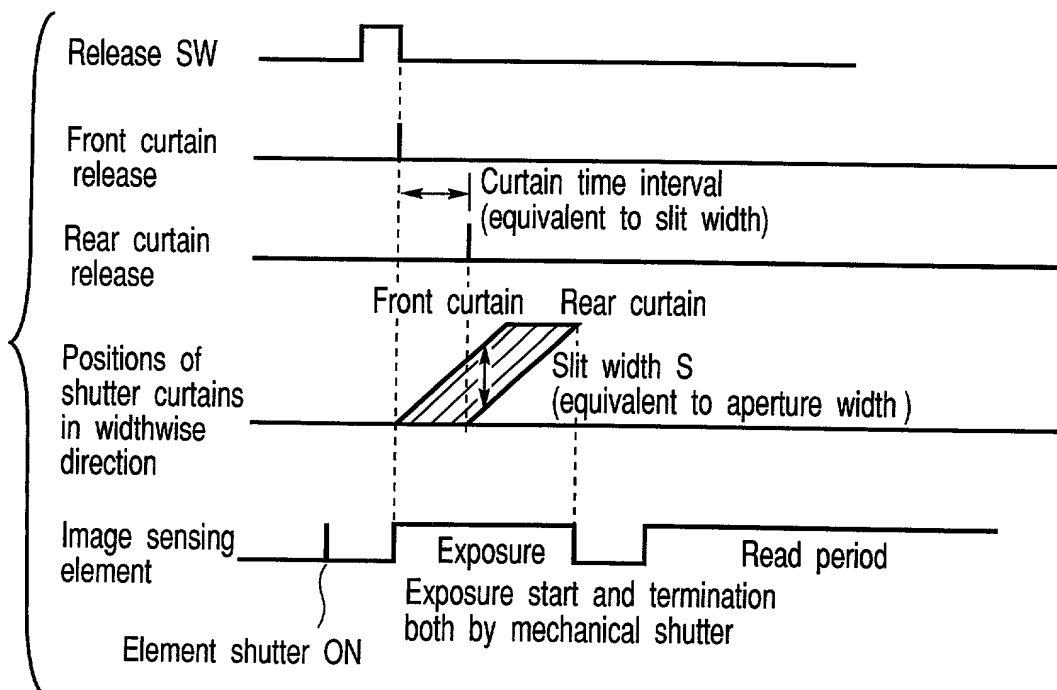 Release SW
Front curtain
release
Curtain time interval
(equivalent to slit width)
Rear curtain
release
Front curtain
Rear curtain
Positions of
shutter curtains
in widthwise
direction
Slit width S
(equivalent to aperture width)
Image sensing
element
Exposure
Read period
Exposure start and termination
both by mechanical shutter
Element shutter ON